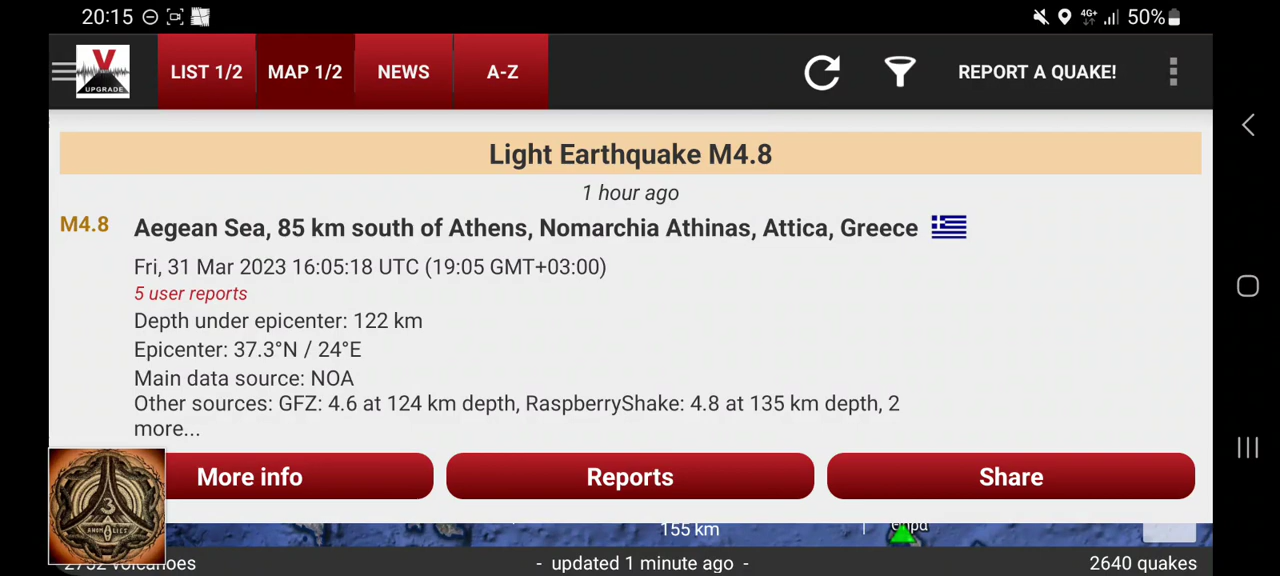 20:15
4G+
50%
V
UPGRADE
LIST 1/2
MAP 1/2
NEWS
A-Z
REPORT A QUAKE!
Light Earthquake M4.8
1 hour ago
M4.8
Aegean Sea, 85 km south of Athens, Nomarchia Athinas, Attica, Greece
Fri, 31 Mar 2023 16:05:18 UTC (19:05 GMT+03:00)
5 user reports
Depth under epicenter: 122 km
Epicenter: 37.3°N / 24°E
Main data source: NOA
Other sources: GFZ: 4.6 at 124 km depth, RaspberryShake: 4.8 at 135 km depth, 2
more...
More info
Reports
Share
3
155 km
- updated 1 minute ago -
2640 quakes